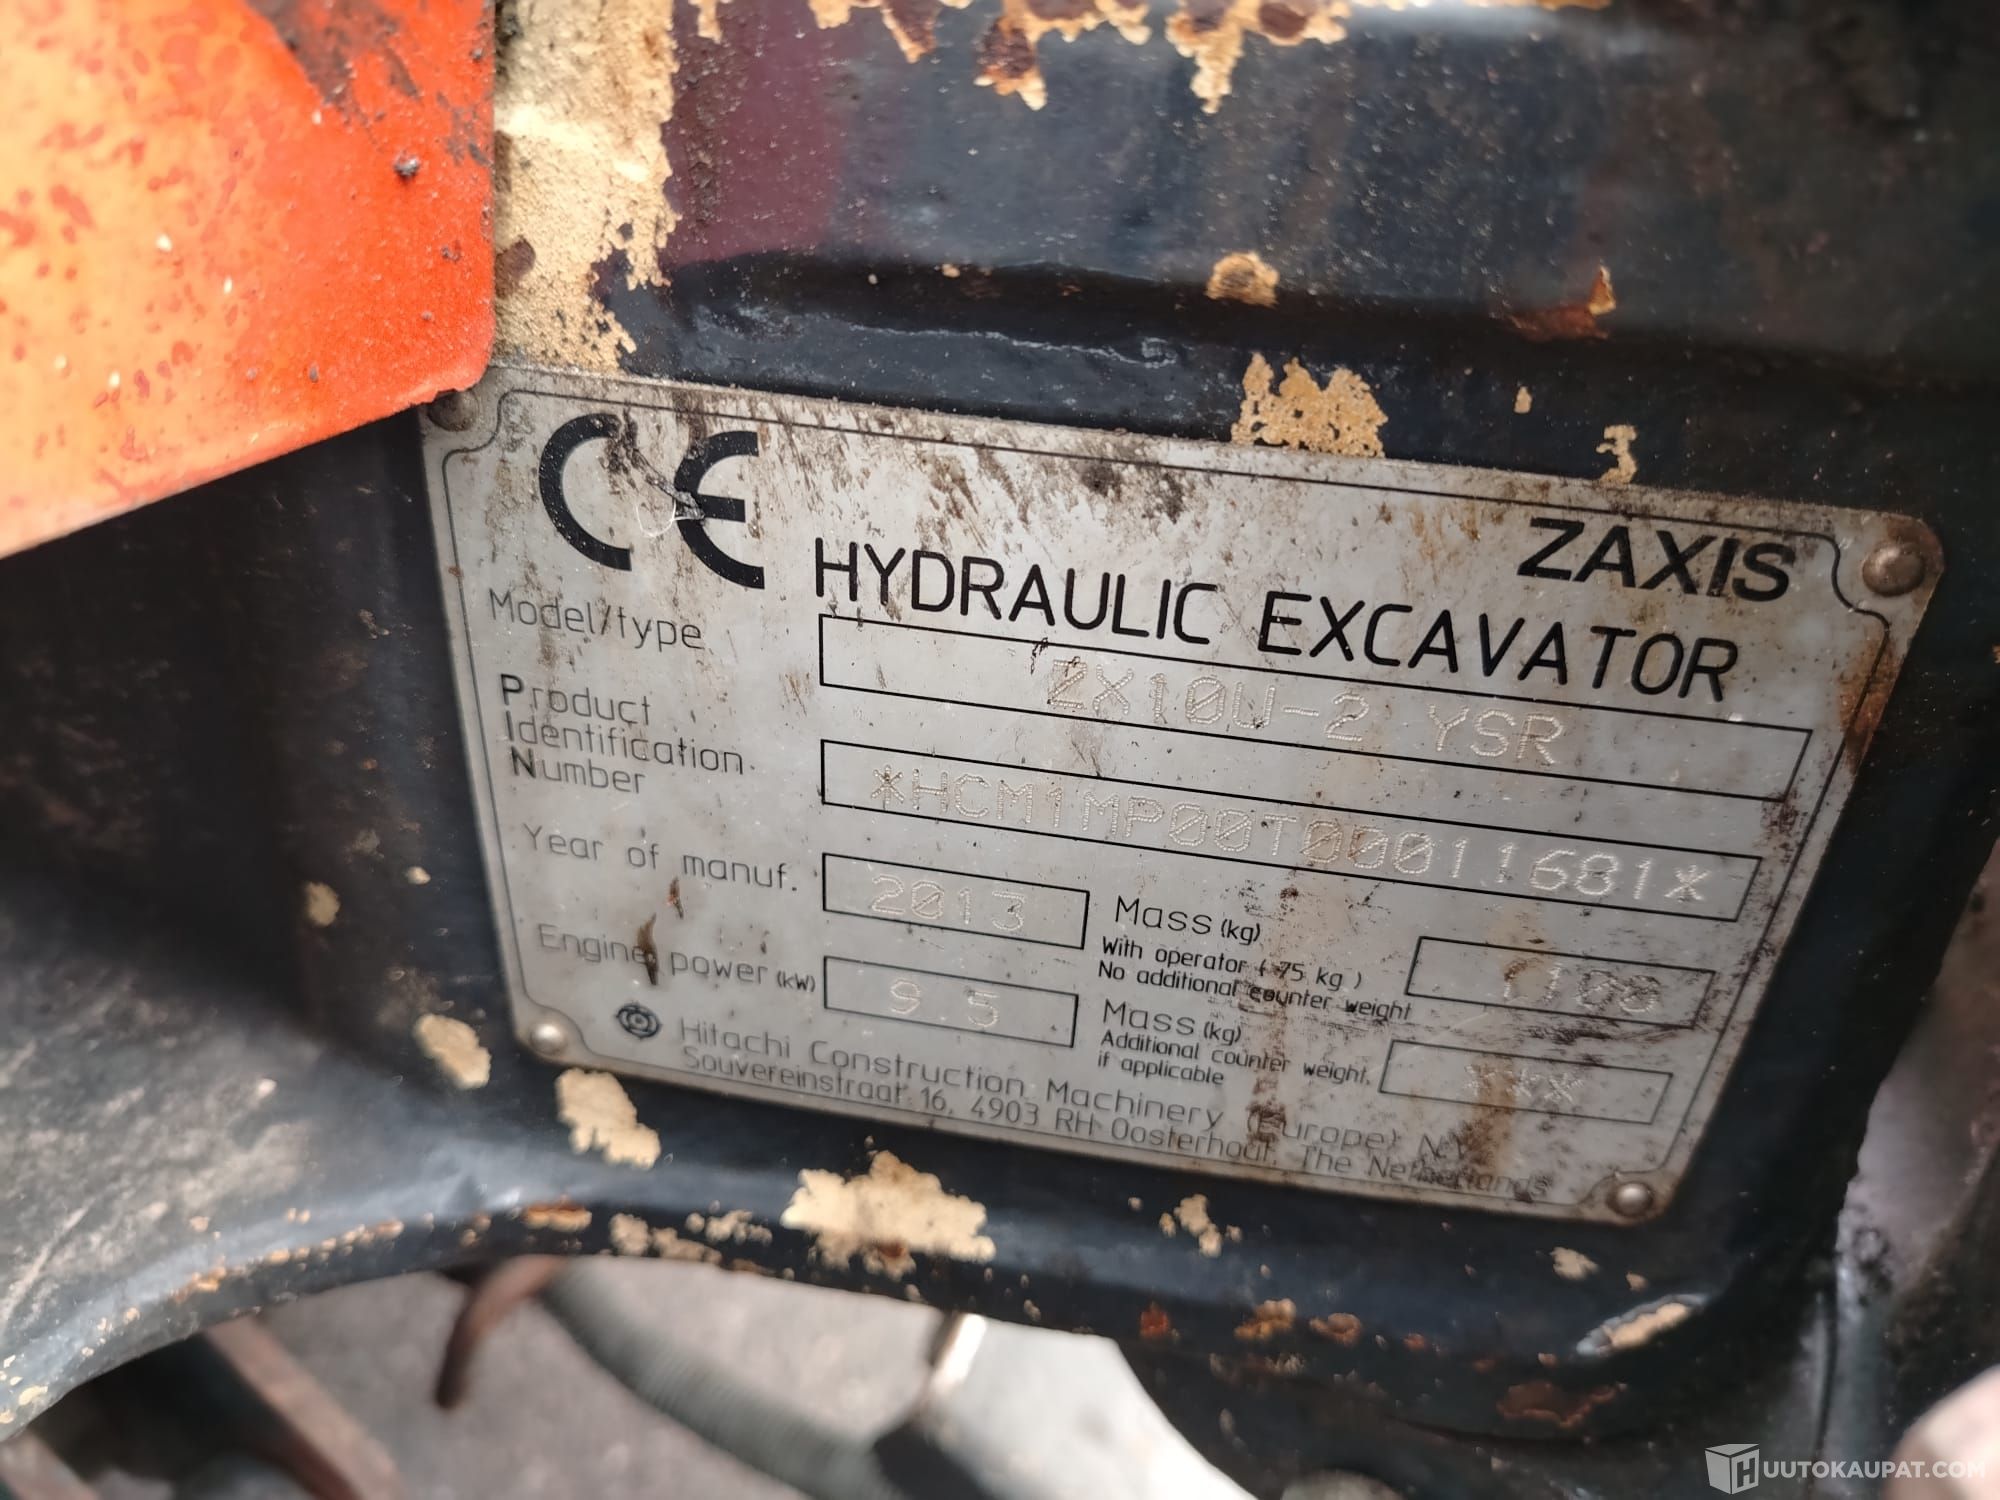 CE
ZAXIS
HYDRAULIC EXCAVATOR
Model/type
ZX10U-2 YSR
Product
Identification
Number
*HCM1MP00T00011681*
Year of manuf.
2013
Mass (kg)
With operator ( 75 kg )
No additional counter weight
1100
Engine power (kW)
9.5
Mass (kg)
Additional counter weight,
if applicable
***
Hitachi Construction Machinery (Europe) N.V.
Souvereinstraat 16, 4903 RH Oosterhout, The Netherlands
HUUTOKAUPAT.COM